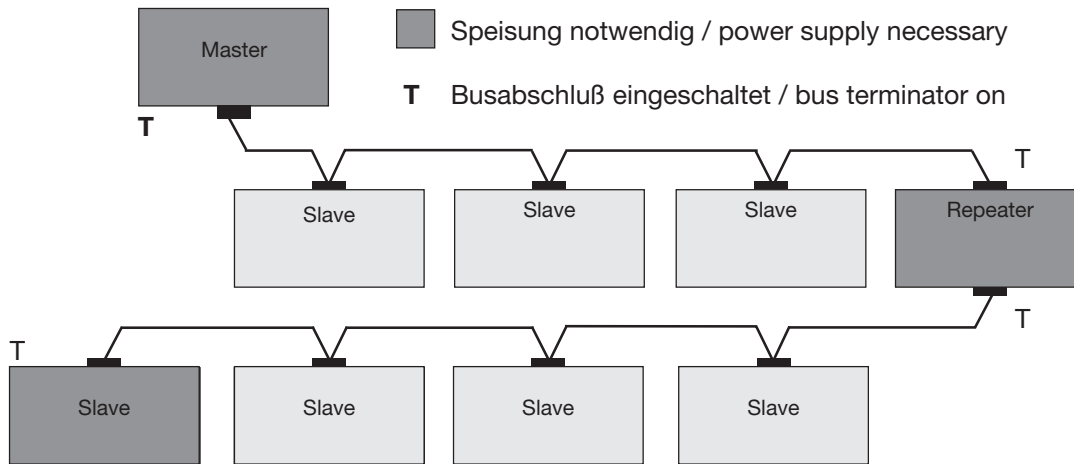 Master
Speisung notwendig / power supply necessary
T Busabschluß eingeschaltet / bus terminator on
T
T
Slave Slave Slave Repeater
T
T
Slave Slave Slave Slave